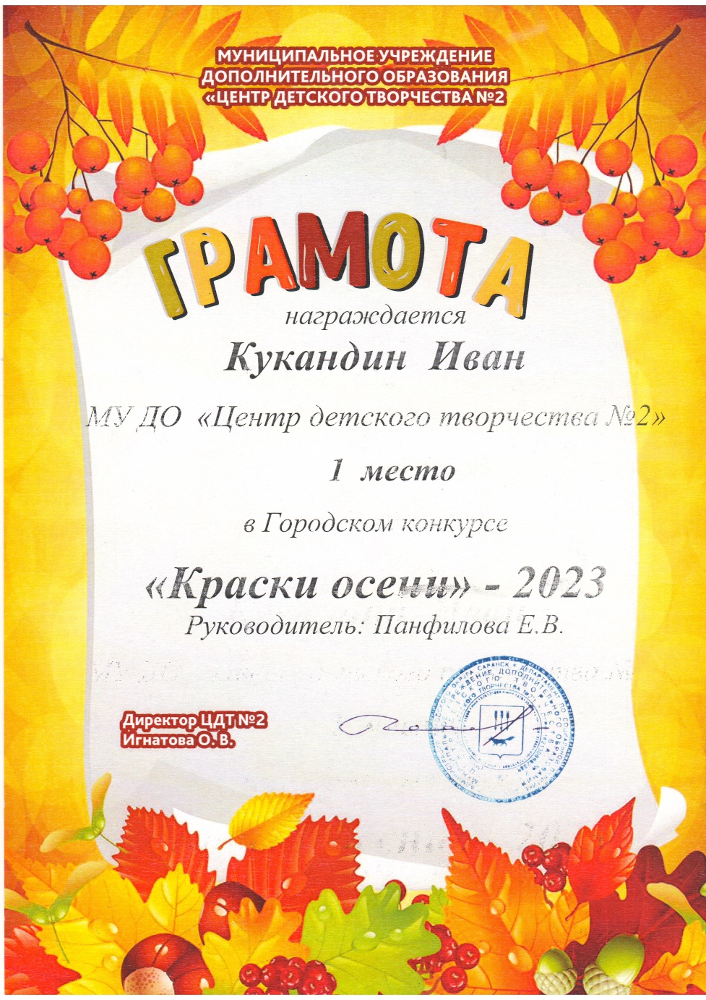 МУНИЦИПАЛЬНОЕ УЧРЕЖДЕНИЕ
ДОПОЛНИТЕЛЬНОГО ОБРАЗОВАНИЯ
«ЦЕНТР ДЕТСКОГО ТВОРЧЕСТВА №2
ГРАМОТА
награждается
Кукандин Иван
МУ ДО «Центр детского творчества №2»
1 место
в Городском конкурсе
«Краски осени» - 2023
Руководитель: Панфилова Е.В.
Директор ЦДТ №2
Игнатова О. В.